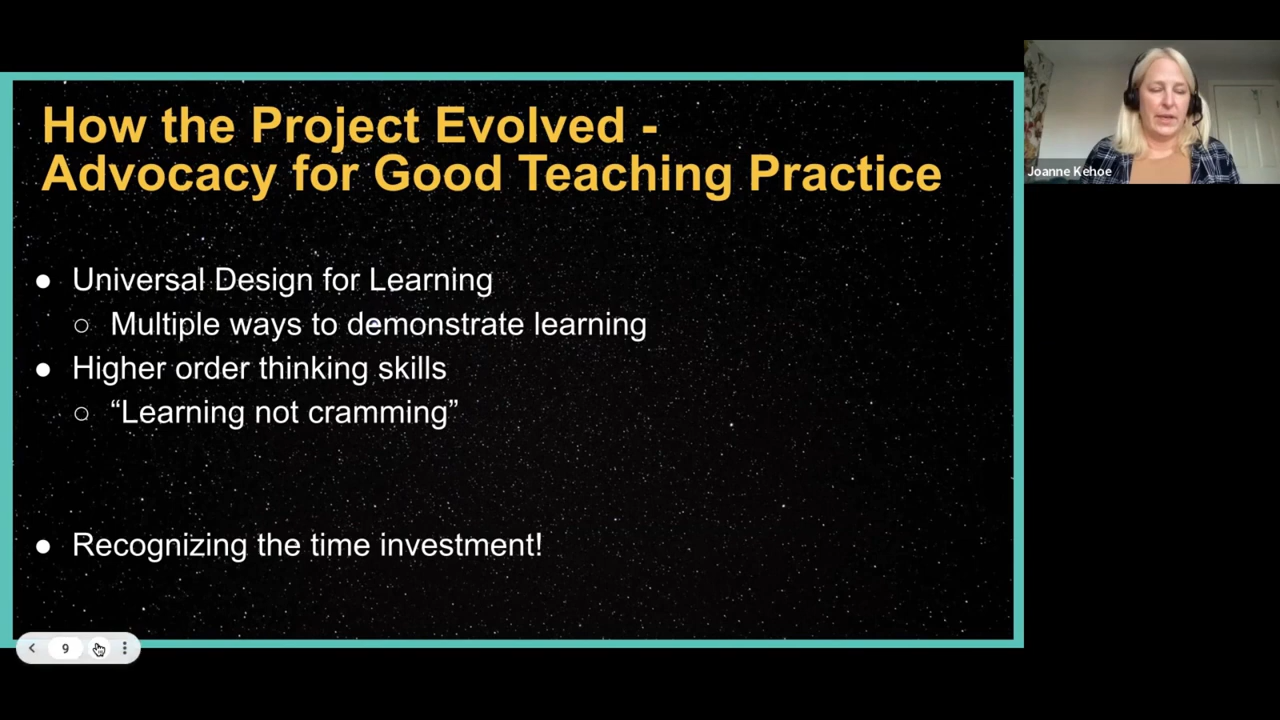 How the Project Evolved -
Advocacy for Good Teaching Practice
● Universal Design for Learning
○ Multiple ways to demonstrate learning
● Higher order thinking skills
○ “Learning not cramming”
● Recognizing the time investment!
9
Joanne Kehoe